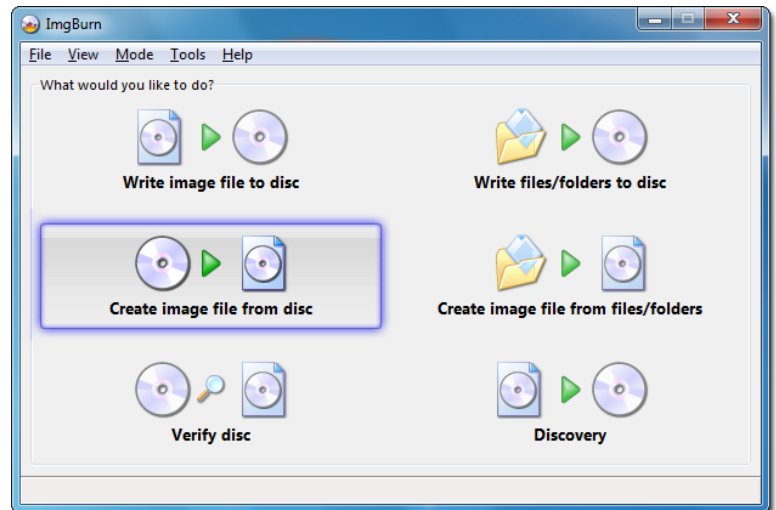 ImgBurn
File View Mode Tools Help
What would you like to do?
Write image file to disc
Write files/folders to disc
Create image file from disc
Create image file from files/folders
Verify disc
Discovery